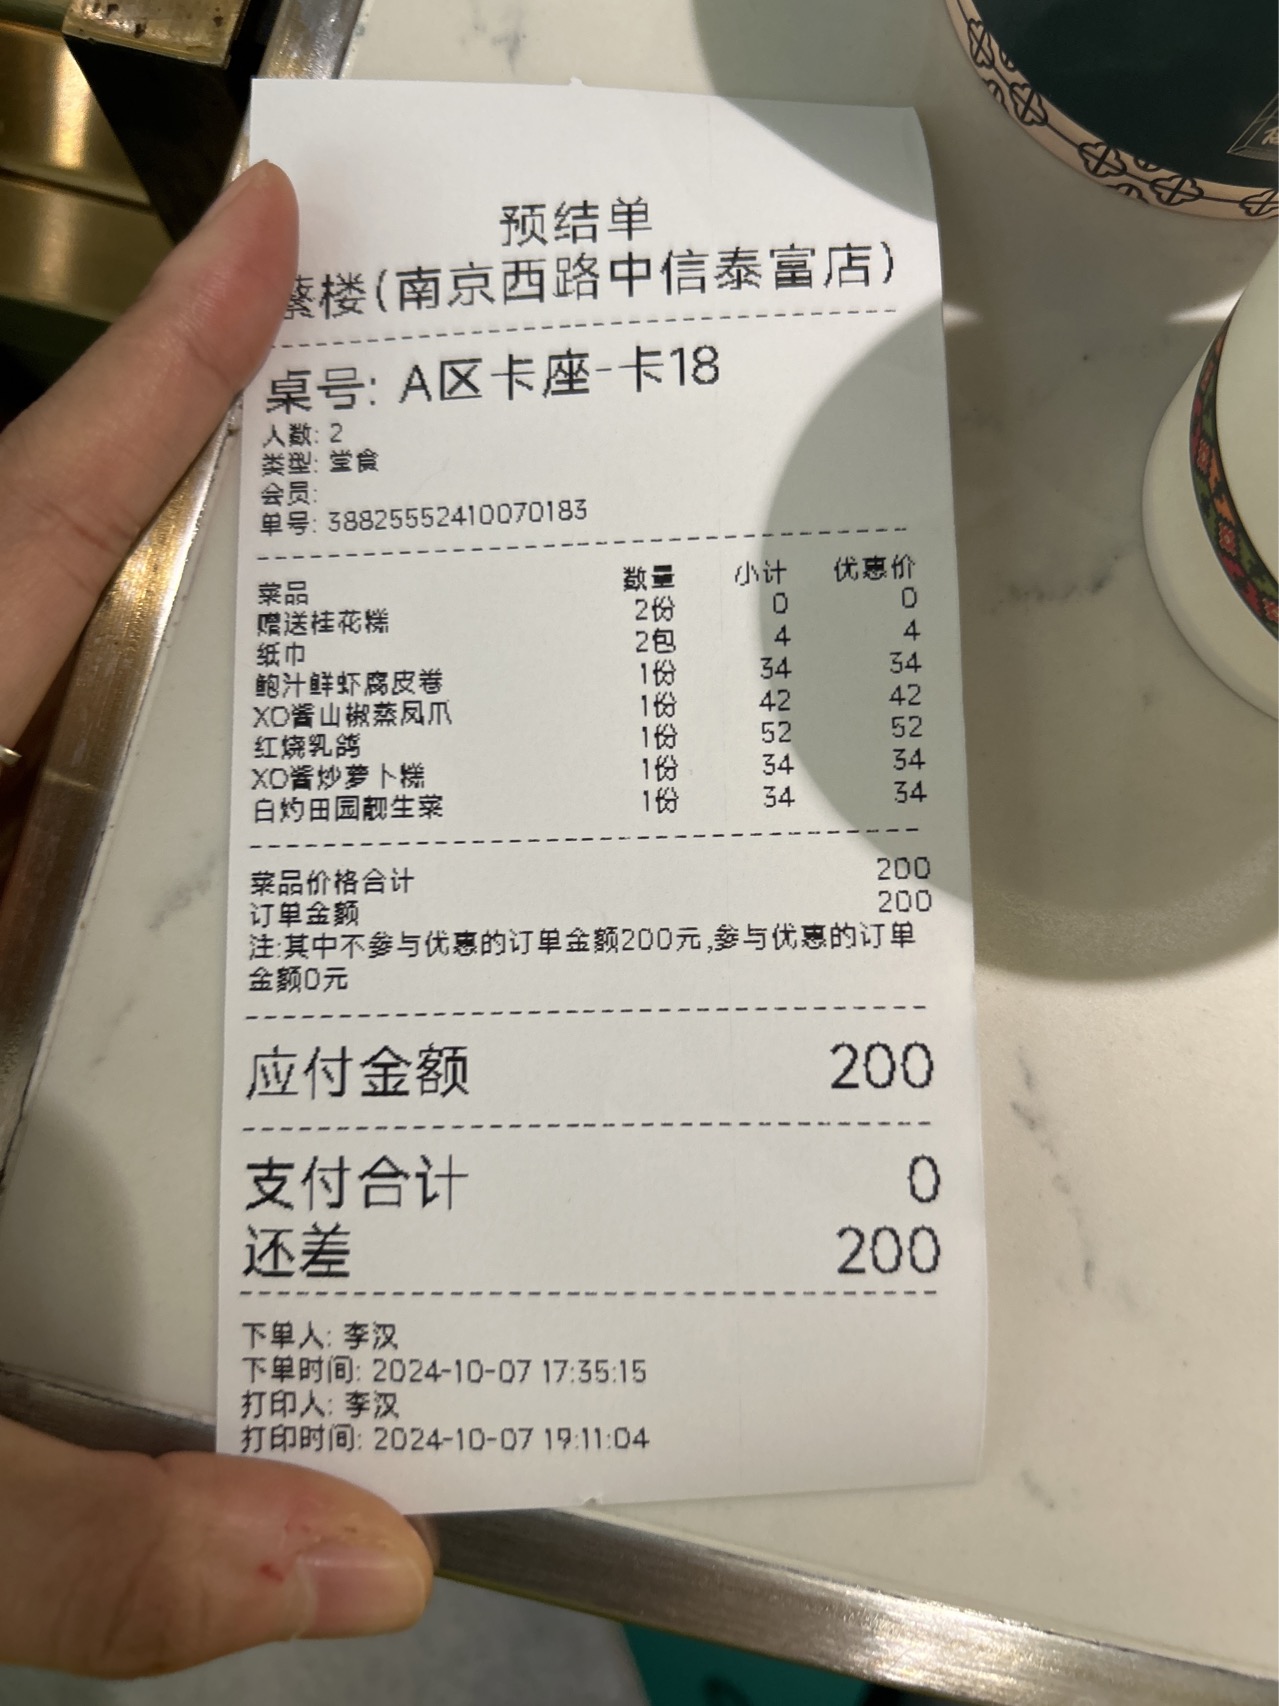 预结单
楼(南京西路中信泰富店)
桌号: A区卡座-卡18
人数: 2
类型: 堂食
会员:
单号: 38825552410070183
菜品 数量 小计 优惠价
赠送桂花糕 2份 0 0
纸巾 2包 4 4
鲍汁鲜虾腐皮卷 1份 34 34
XO酱山椒蒸凤爪 1份 42 42
红烧乳鸽 1份 52 52
XO酱炒萝卜糕 1份 34 34
白灼田园靓生菜 1份 34 34
菜品价格合计 200
订单金额 200
注:其中不参与优惠的订单金额200元,参与优惠的订单
金额0元
应付金额 200
支付合计 0
还差 200
下单人: 李汉
下单时间: 2024-10-07 17:35:15
打印人: 李汉
打印时间: 2024-10-07 19:11:04